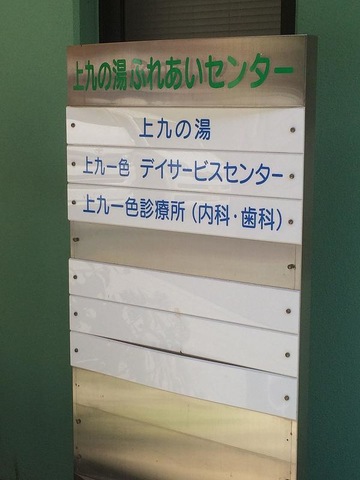 上九の湯ふれあいセンター
上九の湯
上九一色 デイサービスセンター
上九一色診療所(内科・歯科)